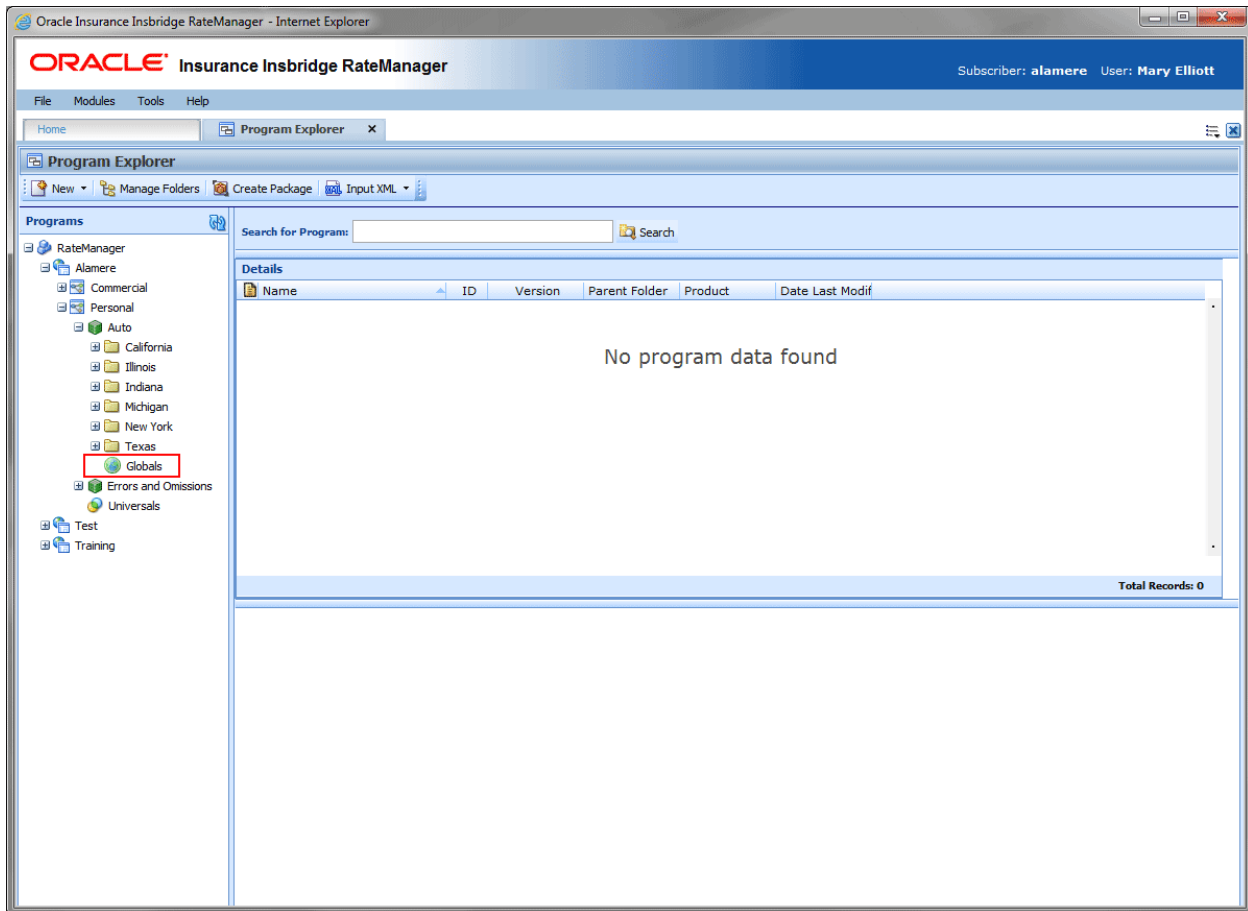 Oracle Insurance Insbridge RateManager - Internet Explorer
ORACLE® Insurance Insbridge RateManager
Subscriber: alamere User: Mary Elliott
File Modules Tools Help
Home Program Explorer x
Program Explorer
New Manage Folders Create Package Input XML
Programs
Search for Program: Search
RateManager
Alamere
Commercial
Personal
Auto
California
Illinois
Indiana
Michigan
New York
Texas
Globals
Errors and Omissions
Universals
Test
Training
Details
Name ID Version Parent Folder Product Date Last Modif
No program data found
Total Records: 0